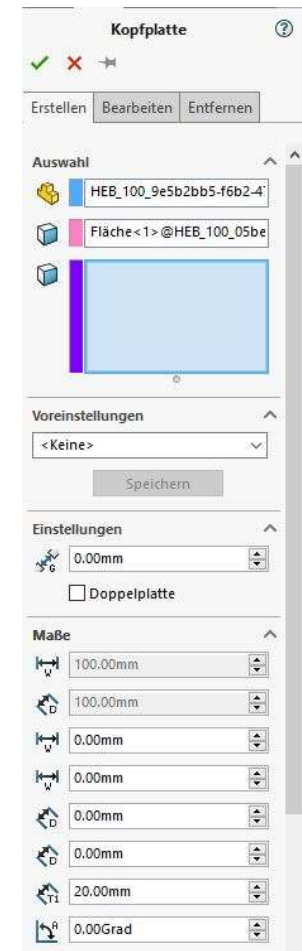 Kopfplatte
Erstellen Bearbeiten Entfernen
Auswahl
HEB_100_9e5b2bb5-f6b2-4
Fläche<1>@HEB_100_05be
Voreinstellungen
<Keine>
Speichern
Einstellungen
G 0.00mm
Doppelplatte
Maße
W 100.00mm
D 100.00mm
W 0.00mm
W 0.00mm
D 0.00mm
D 0.00mm
T1 20.00mm
A 0.00Grad